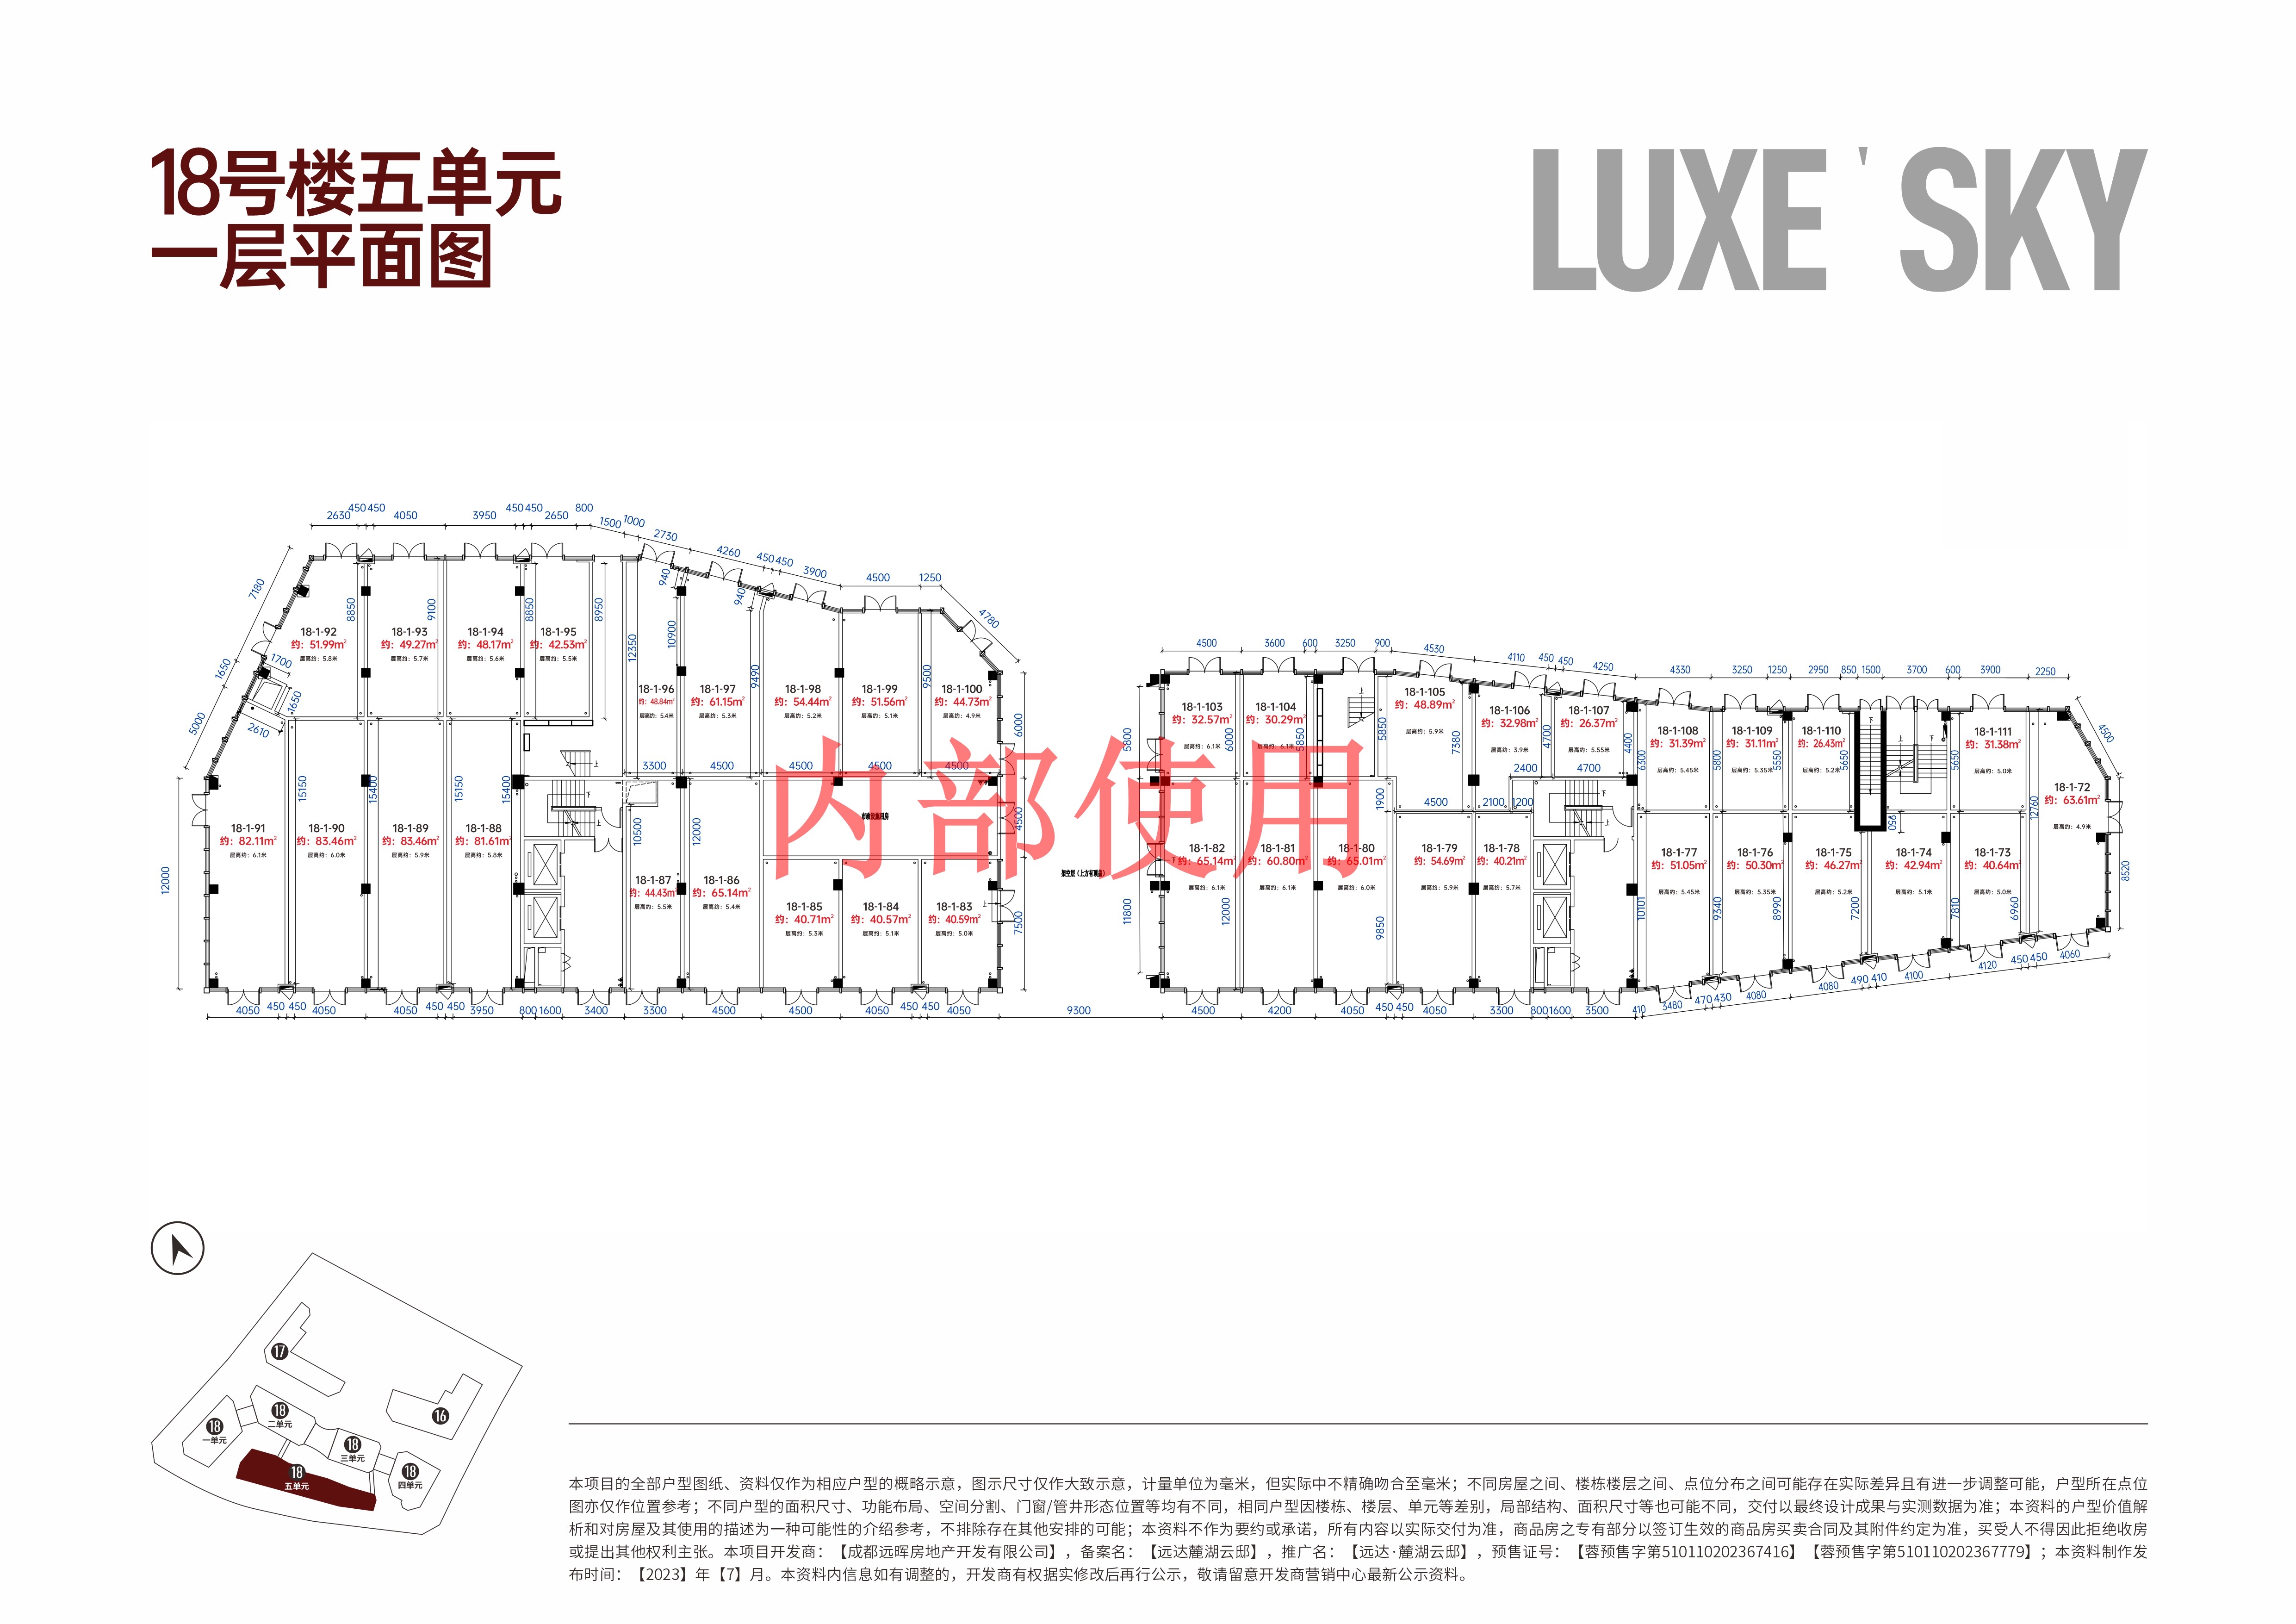 18号楼五单元
一层平面图
LUXE'SKY
450 450 450 450 800
2630 4050 3950 2650 1500 1000
2730 4260 450 450 3900 4500 1250 4780
7180 1650 5000 12000
18-1-92
约：51.99m²
层高约：5.8米
18-1-93
约：49.27m²
层高约：5.7米
18-1-94
约：48.17m²
层高约：5.6米
18-1-95
约：42.53m²
层高约：5.5米
18-1-96
约：48.84m²
层高约：5.4米
18-1-97
约：61.15m²
层高约：5.3米
18-1-98
约：54.44m²
层高约：5.2米
18-1-99
约：51.56m²
层高约：5.1米
18-1-100
约：44.73m²
层高约：4.9米
8850 9100 8850 8950 12350 10900 940 940 9490 9500 6000
1700 1650 2610
3300 4500 4500 4500 4500
15150 15400 15150 15400 10500 12000 4500 7500
18-1-91
约：82.11m²
层高约：6.1米
18-1-90
约：83.46m²
层高约：6.0米
18-1-89
约：83.46m²
层高约：5.9米
18-1-88
约：81.61m²
层高约：5.8米
18-1-87
约：44.43m²
层高约：5.5米
18-1-86
约：65.14m²
层高约：5.4米
18-1-85
约：40.71m²
层高约：5.3米
18-1-84
约：40.57m²
层高约：5.1米
18-1-83
约：40.59m²
层高约：5.0米
上
下
上
上
4050 450 450 4050 4050 450 450 3950 800 1600 3400 3300 4500 4500 4050 450 450 4050 9300
内部使用
4500 3600 600 3250 900 4530 4110 450 450 4250 4330 3250 1250 2950 850 1500 3700 600 3900 2250 4500
18-1-103
约：32.57m²
层高约：6.1米
18-1-104
约：30.29m²
层高约：6.1米
18-1-105
约：48.89m²
层高约：5.9米
18-1-106
约：32.98m²
层高约：3.9米
18-1-107
约：26.37m²
层高约：5.55米
18-1-108
约：31.39m²
层高约：5.45米
18-1-109
约：31.11m²
层高约：5.35米
18-1-110
约：26.43m²
层高约：5.2米
18-1-111
约：31.38m²
层高约：5.0米
18-1-72
约：63.61m²
层高约：4.9米
5800 6000 5850 5850 7380 4700 4400 6300 5800 5550 5650 5650 12760 8520
2400 4700
1900 4500 2100 1200 950
18-1-82
约：65.14m²
层高约：6.1米
18-1-81
约：60.80m²
层高约：6.1米
18-1-80
约：65.01m²
层高约：6.0米
18-1-79
约：54.69m²
层高约：5.9米
18-1-78
约：40.21m²
层高约：5.7米
18-1-77
约：51.05m²
层高约：5.45米
18-1-76
约：50.30m²
层高约：5.35米
18-1-75
约：46.27m²
层高约：5.2米
18-1-74
约：42.94m²
层高约：5.1米
18-1-73
约：40.64m²
层高约：5.0米
上
下
上
下
上
下
11800 12000 9850 10101 9340 8990 7200 7810 6960
4500 4200 4050 450 450 4050 3300 800 1600 3500 410 3480 470 430 4080 4080 490 410 4100 4120 450 450 4060
17
16
18
一单元
18
二单元
18
三单元
18
四单元
18
五单元
本项目的全部户型图纸、资料仅作为相应户型的概略示意，图示尺寸仅作大致示意，计量单位为毫米，但实际中不精确吻合至毫米；不同房屋之间、楼栋楼层之间、点位分布之间可能存在实际差异且有进一步调整可能，户型所在点位
图亦仅作位置参考；不同户型的面积尺寸、功能布局、空间分割、门窗/管井形态位置等均有不同，相同户型因楼栋、楼层、单元等差别，局部结构、面积尺寸等也可能不同，交付以最终设计成果与实测数据为准；本资料的户型价值解
析和对房屋及其使用的描述为一种可能性的介绍参考，不排除存在其他安排的可能；本资料不作为要约或承诺，所有内容以实际交付为准，商品房之专有部分以签订生效的商品房买卖合同及其附件约定为准，买受人不得因此拒绝收房
或提出其他权利主张。本项目开发商：【成都远晖房地产开发有限公司】，备案名：【远达麓湖云邸】，推广名：【远达·麓湖云邸】，预售证号：【蓉预售字第510110202367416】【蓉预售字第510110202367779】；本资料制作发
布时间：【2023】年【7】月。本资料内信息如有调整的，开发商有权据实修改后再行公示，敬请留意开发商营销中心最新公示资料。